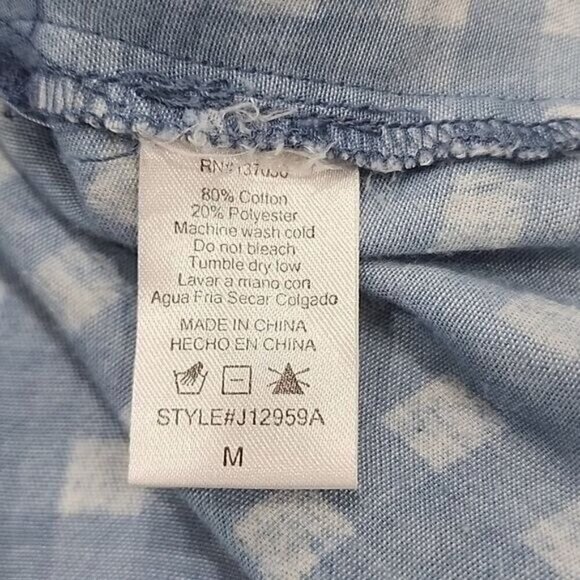 80% Cotton
20% Polyester
Machine wash cold
Do not bleach
Tumble dry low
Lavar a mano con
Agua Fria Secar Colgado
MADE IN CHINA
HECHO EN CHINA
STYLE#J12959A
M